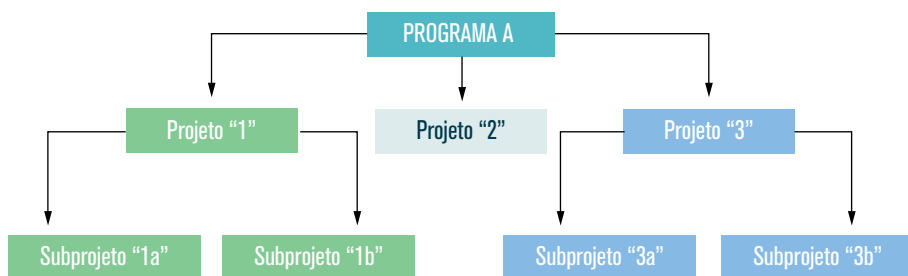 PROGRAMA A
Projeto “1”
Projeto “2”
Projeto “3”
Subprojeto “1a”
Subprojeto “1b”
Subprojeto “3a”
Subprojeto “3b”